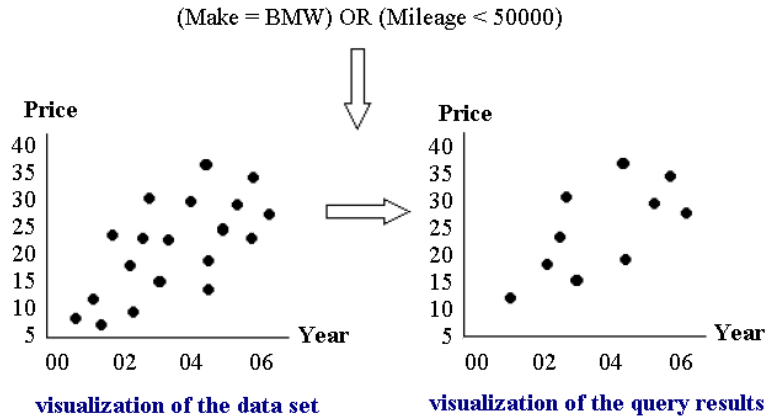 (Make = BMW) OR (Mileage < 50000)
Price
40
35
30
25
20
15
10
5
00 02 04 06
Year
visualization of the data set
Price
40
35
30
25
20
15
10
5
00 02 04 06
Year
visualization of the query results